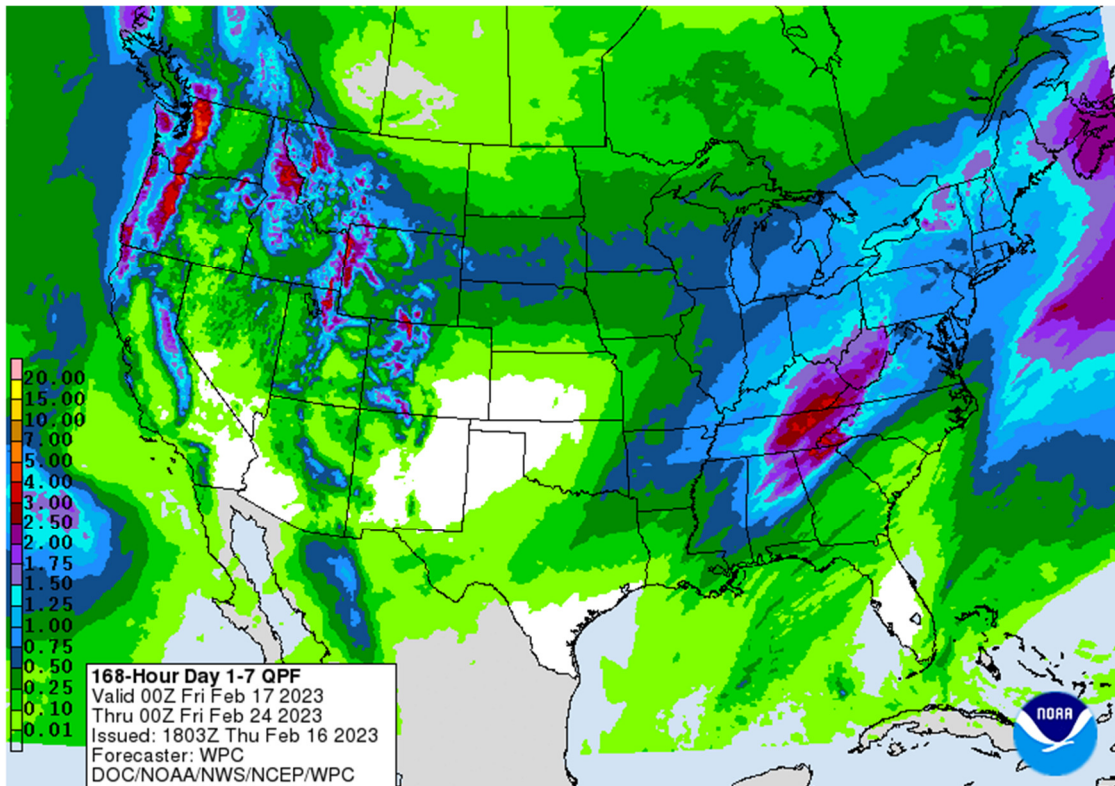 20.00
15.00
10.00
7.00
5.00
4.00
3.00
2.50
2.00
1.75
1.50
1.25
1.00
0.75
0.50
0.25
0.10
0.01
168-Hour Day 1-7 QPF
Valid 00Z Fri Feb 17 2023
Thru 00Z Fri Feb 24 2023
Issued: 1803Z Thu Feb 16 2023
Forecaster: WPC
DOC/NOAA/NWS/NCEP/WPC
NOAA